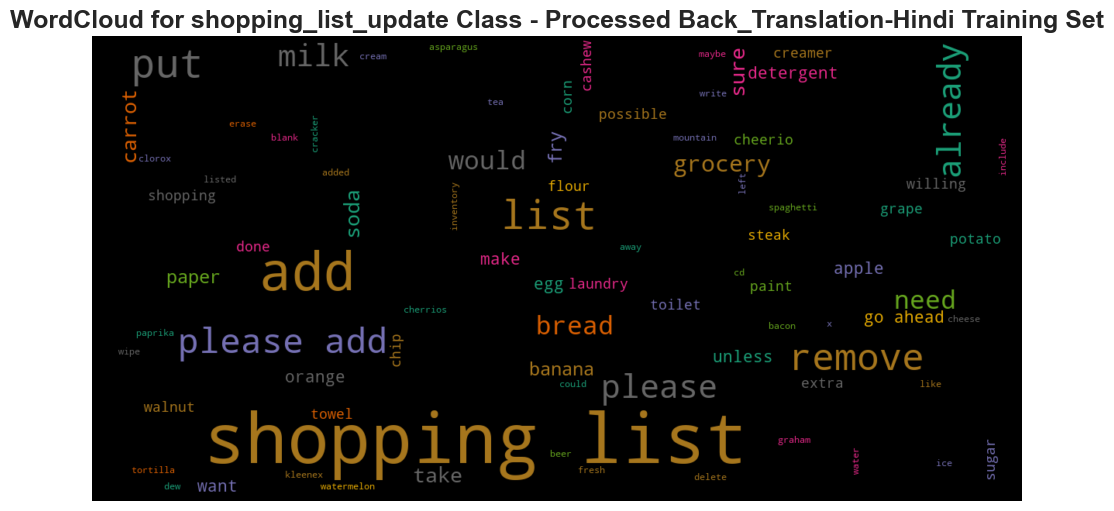 WordCloud for shopping_list_update Class - Processed Back_Translation-Hindi Training Set
put
milk
cream
asparagus
cashew
maybe
sure
creamer
detergent
already
carrot
erase
blank
cracker
tea
corn
possible
write
clorox
listed
added
would
fry
mountain
cheerio
grocery
include
shopping
soda
inventory
flour
left
willing
list
spaghetti
grape
done
add
make
away
steak
potato
paper
egg
laundry
cd
paint
apple
toilet
need
cherrios
bread
bacon
x
go ahead
cheese
paprika
wipe
please add
chip
unless
remove
orange
banana
could
please
extra
like
walnut
towel
shopping list
graham
water
ice
sugar
tortilla
dew
want
kleenex
watermelon
take
beer
fresh
delete